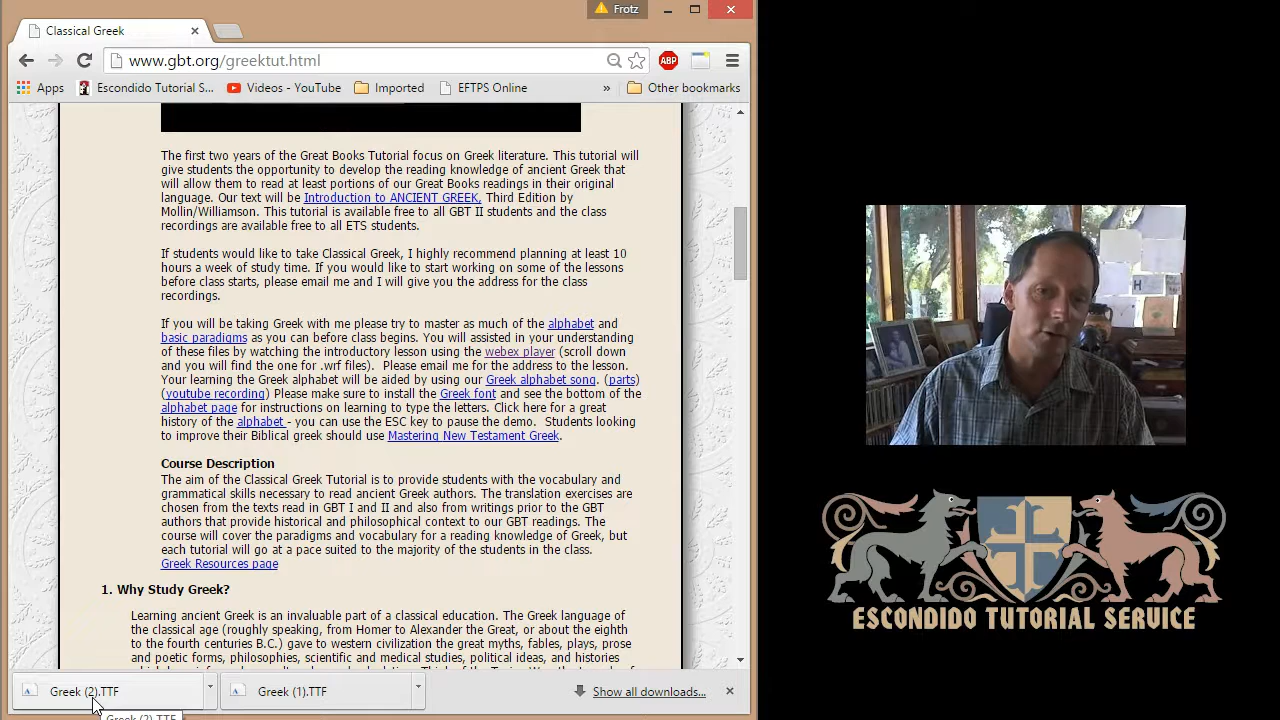 Frotz
Classical Greek
www.gbt.org/greektut.html
ABP
Apps Escondido Tutorial S... Videos - YouTube Imported EFTPS Online » Other bookmarks
The first two years of the Great Books Tutorial focus on Greek literature. This tutorial will
give students the opportunity to develop the reading knowledge of ancient Greek that
will allow them to read at least portions of our Great Books readings in their original
language. Our text will be Introduction to ANCIENT GREEK, Third Edition by
Mollin/Williamson. This tutorial is available free to all GBT II students and the class
recordings are available free to all ETS students.
If students would like to take Classical Greek, I highly recommend planning at least 10
hours a week of study time. If you would like to start working on some of the lessons
before class starts, please email me and I will give you the address for the class
recordings.
If you will be taking Greek with me please try to master as much of the alphabet and
basic paradigms as you can before class begins. You will assisted in your understanding
of these files by watching the introductory lesson using the webex player (scroll down
and you will find the one for .wrf files). Please email me for the address to the lesson.
Your learning the Greek alphabet will be aided by using our Greek alphabet song. (parts)
(youtube recording) Please make sure to install the Greek font and see the bottom of the
alphabet page for instructions on learning to type the letters. Click here for a great
history of the alphabet - you can use the ESC key to pause the demo. Students looking
to improve their Biblical greek should use Mastering New Testament Greek.
Course Description
The aim of the Classical Greek Tutorial is to provide students with the vocabulary and
grammatical skills necessary to read ancient Greek authors. The translation exercises are
chosen from the texts read in GBT I and II and also from writings prior to the GBT
authors that provide historical and philosophical context to our GBT readings. The
course will cover the paradigms and vocabulary for a reading knowledge of Greek, but
each tutorial will go at a pace suited to the majority of the students in the class.
Greek Resources page
1. Why Study Greek?
Learning ancient Greek is an invaluable part of a classical education. The Greek language of
the classical age (roughly speaking, from Homer to Alexander the Great, or about the eighth
to the fourth centuries B.C.) gave to western civilization the great myths, fables, plays, prose
and poetic forms, philosophies, scientific and medical studies, political ideas, and histories
Greek (2).TTF Greek (1).TTF Show all downloads...
Greek (2).TTF
H
ESCONDIDO TUTORIAL SERVICE